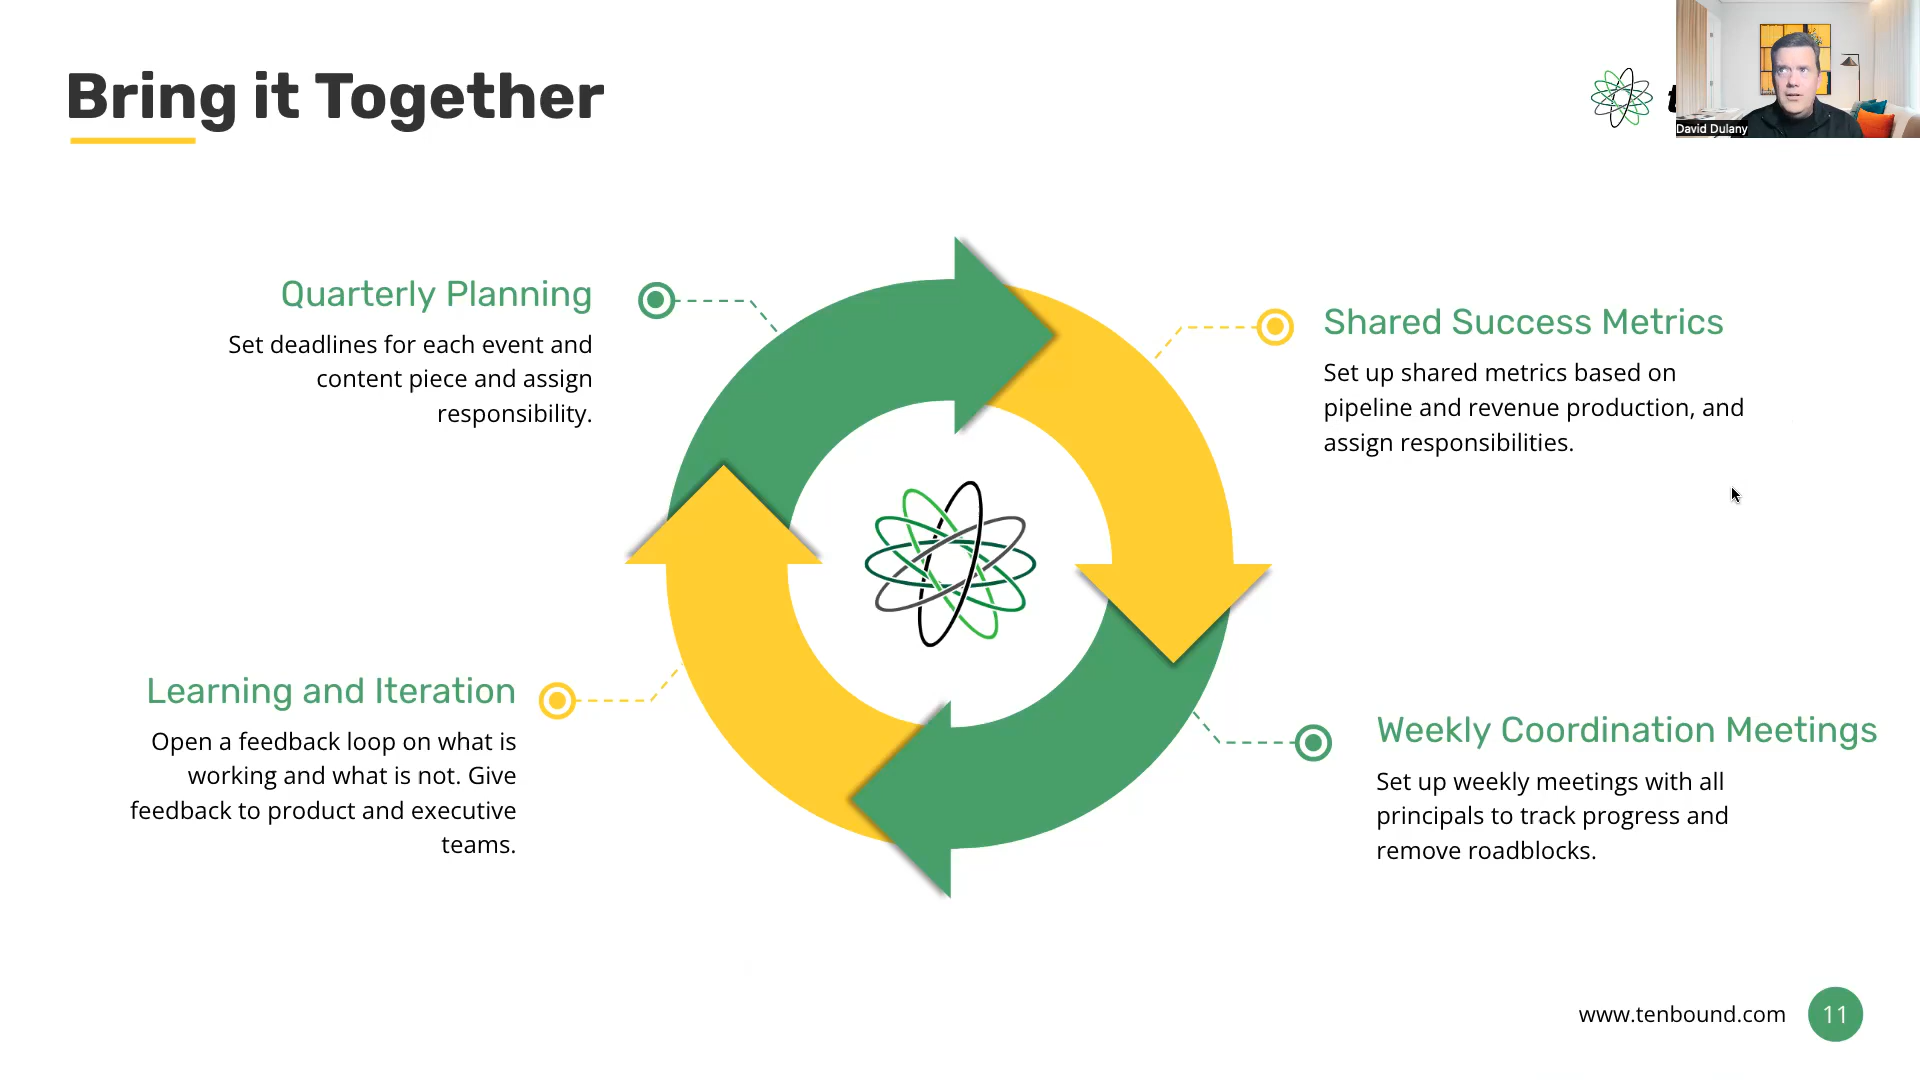 Bring it Together
David Dulany
Quarterly Planning
Set deadlines for each event and
content piece and assign
responsibility.
Shared Success Metrics
Set up shared metrics based on
pipeline and revenue production, and
assign responsibilities.
Learning and Iteration
Open a feedback loop on what is
working and what is not. Give
feedback to product and executive
teams.
Weekly Coordination Meetings
Set up weekly meetings with all
principals to track progress and
remove roadblocks.
www.tenbound.com
11